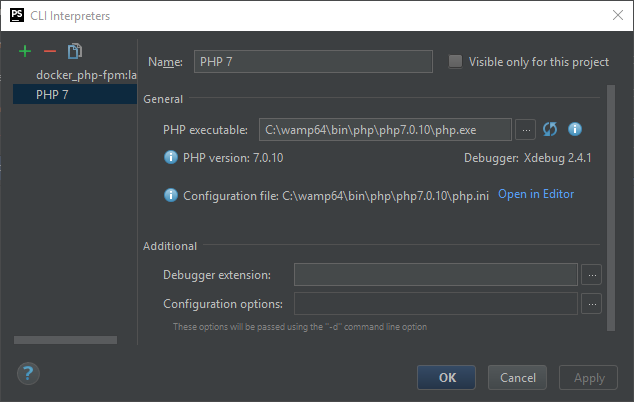 PS CLI Interpreters
docker_php-fpm:la
PHP 7
Name: PHP 7 Visible only for this project
General
PHP executable: C:\wamp64\bin\php\php7.0.10\php.exe ...
PHP version: 7.0.10 Debugger: Xdebug 2.4.1
Configuration file: C:\wamp64\bin\php\php7.0.10\php.ini Open in Editor
Additional
Debugger extension: ...
Configuration options: ...
These options will be passed using the "-d" command line option
? OK Cancel Apply